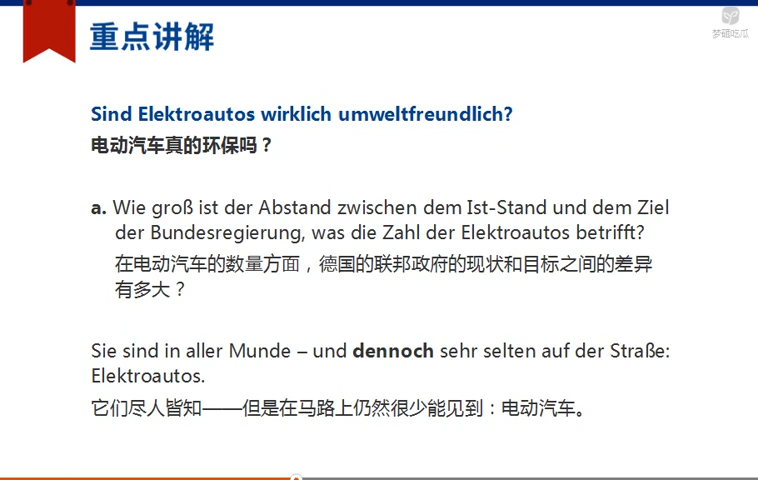 重点讲解
梦砸吃瓜
Sind Elektroautos wirklich umweltfreundlich?
电动汽车真的环保吗？
a. Wie groß ist der Abstand zwischen dem Ist-Stand und dem Ziel
der Bundesregierung, was die Zahl der Elektroautos betrifft?
在电动汽车的数量方面，德国的联邦政府的现状和目标之间的差异
有多大？
Sie sind in aller Munde – und dennoch sehr selten auf der Straße:
Elektroautos.
它们尽人皆知——但是在马路上仍然很少能见到：电动汽车。